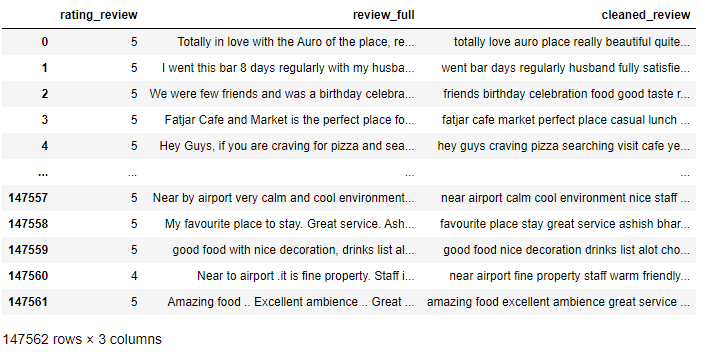 rating_review review_full cleaned_review
0 5 Totally in love with the Auro of the place, re... totally love auro place really beautiful quite...
1 5 I went this bar 8 days regularly with my husba... went bar days regularly husband fully satisfie...
2 5 We were few friends and was a birthday celebra... friends birthday celebration food good taste r...
3 5 Fatjar Cafe and Market is the perfect place fo... fatjar cafe market perfect place casual lunch ...
4 5 Hey Guys, if you are craving for pizza and sea... hey guys craving pizza searching visit cafe ye...
... ... ... ...
147557 5 Near by airport very calm and cool environment... near airport calm cool environment nice staff ...
147558 5 My favourite place to stay. Great service. Ash... favourite place stay great service ashish bhar...
147559 5 good food with nice decoration, drinks list al... good food nice decoration drinks list alot cho...
147560 4 Near to airport .it is fine property. Staff i... near airport fine property staff warm friendly...
147561 5 Amazing food .. Excellent ambience .. Great ... amazing food excellent ambience great service ...
147562 rows × 3 columns